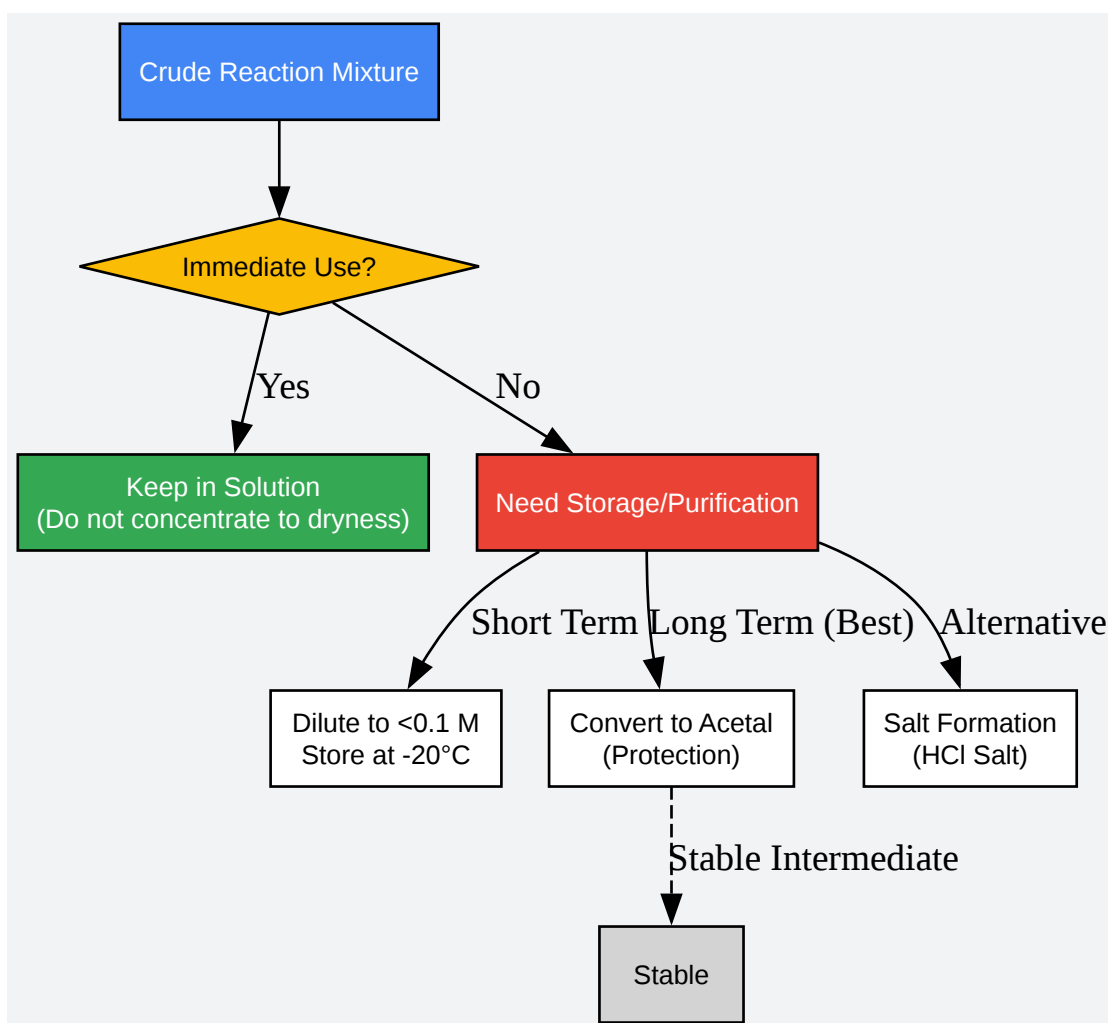 Crude Reaction Mixture
Immediate Use?
Yes
No
Keep in Solution
(Do not concentrate to dryness)
Need Storage/Purification
Short Term
Long Term (Best)
Alternative
Dilute to <0.1 M
Store at -20°C
Convert to Acetal
(Protection)
Salt Formation
(HCl Salt)
Stable Intermediate
Stable